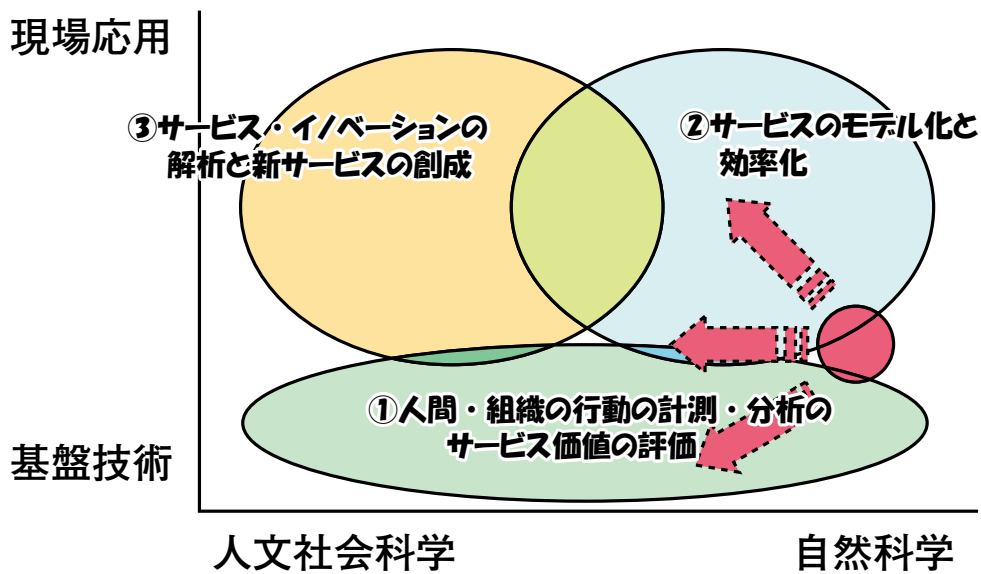 現場応用
③サービス・イノベーションの
解析と新サービスの創成
②サービスのモデル化と
効率化
①人間・組織の行動の計測・分析の
サービス価値の評価
基盤技術
人文社会科学
自然科学